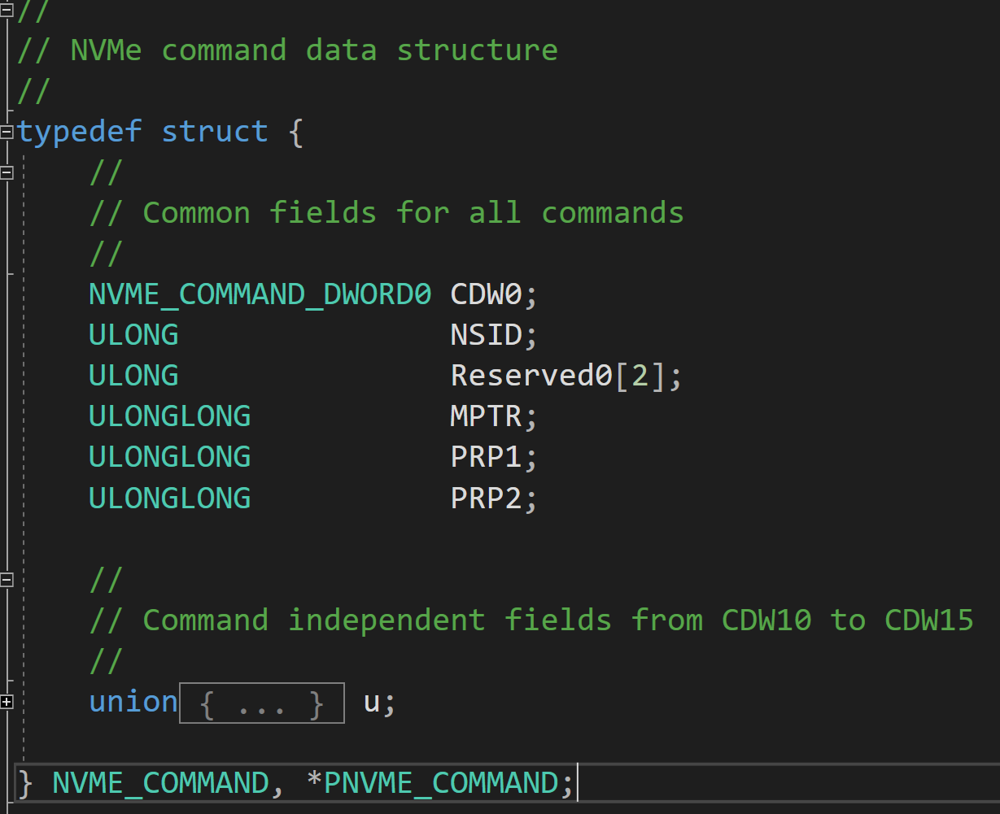 //
// NVMe command data structure
//
typedef struct {
//
// Common fields for all commands
//
NVME_COMMAND_DWORD0 CDW0;
ULONG NSID;
ULONG Reserved0[2];
ULONGLONG MPTR;
ULONGLONG PRP1;
ULONGLONG PRP2;
//
// Command independent fields from CDW10 to CDW15
//
union { ... } u;
} NVME_COMMAND, *PNVME_COMMAND;